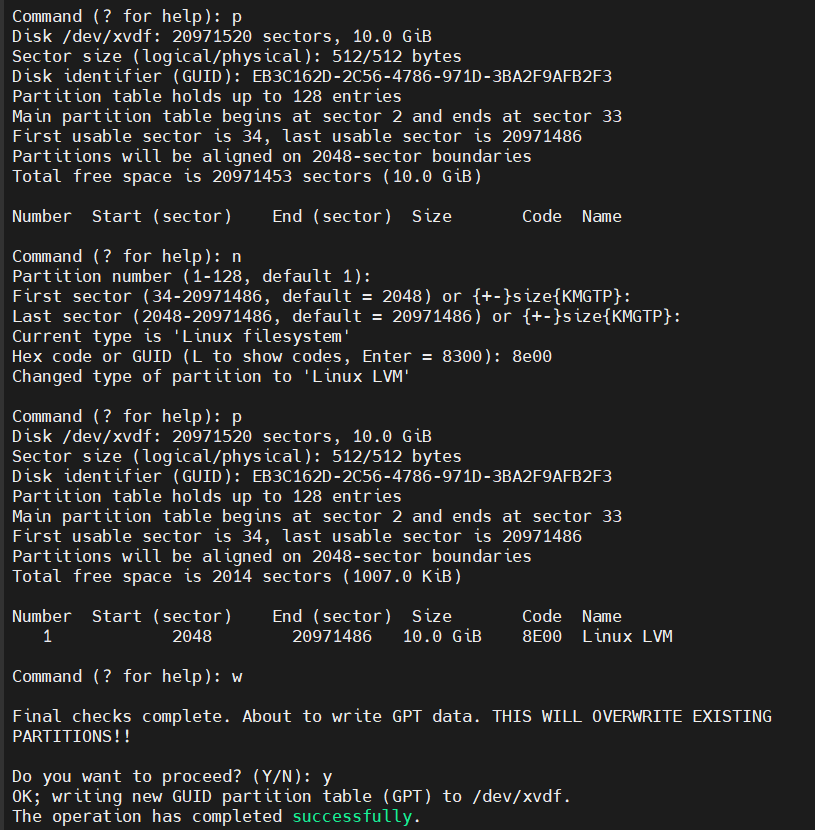 Command (? for help): p
Disk /dev/xvdf: 20971520 sectors, 10.0 GiB
Sector size (logical/physical): 512/512 bytes
Disk identifier (GUID): EB3C162D-2C56-4786-971D-3BA2F9AFB2F3
Partition table holds up to 128 entries
Main partition table begins at sector 2 and ends at sector 33
First usable sector is 34, last usable sector is 20971486
Partitions will be aligned on 2048-sector boundaries
Total free space is 20971453 sectors (10.0 GiB)
Number  Start (sector)    End (sector)  Size       Code  Name
Command (? for help): n
Partition number (1-128, default 1):
First sector (34-20971486, default = 2048) or {+-}size{KMGTP}:
Last sector (2048-20971486, default = 20971486) or {+-}size{KMGTP}:
Current type is 'Linux filesystem'
Hex code or GUID (L to show codes, Enter = 8300): 8e00
Changed type of partition to 'Linux LVM'
Command (? for help): p
Disk /dev/xvdf: 20971520 sectors, 10.0 GiB
Sector size (logical/physical): 512/512 bytes
Disk identifier (GUID): EB3C162D-2C56-4786-971D-3BA2F9AFB2F3
Partition table holds up to 128 entries
Main partition table begins at sector 2 and ends at sector 33
First usable sector is 34, last usable sector is 20971486
Partitions will be aligned on 2048-sector boundaries
Total free space is 2014 sectors (1007.0 KiB)
Number  Start (sector)    End (sector)  Size       Code  Name
   1            2048        20971486   10.0 GiB    8E00  Linux LVM
Command (? for help): w
Final checks complete. About to write GPT data. THIS WILL OVERWRITE EXISTING
PARTITIONS!!
Do you want to proceed? (Y/N): y
OK; writing new GUID partition table (GPT) to /dev/xvdf.
The operation has completed successfully.